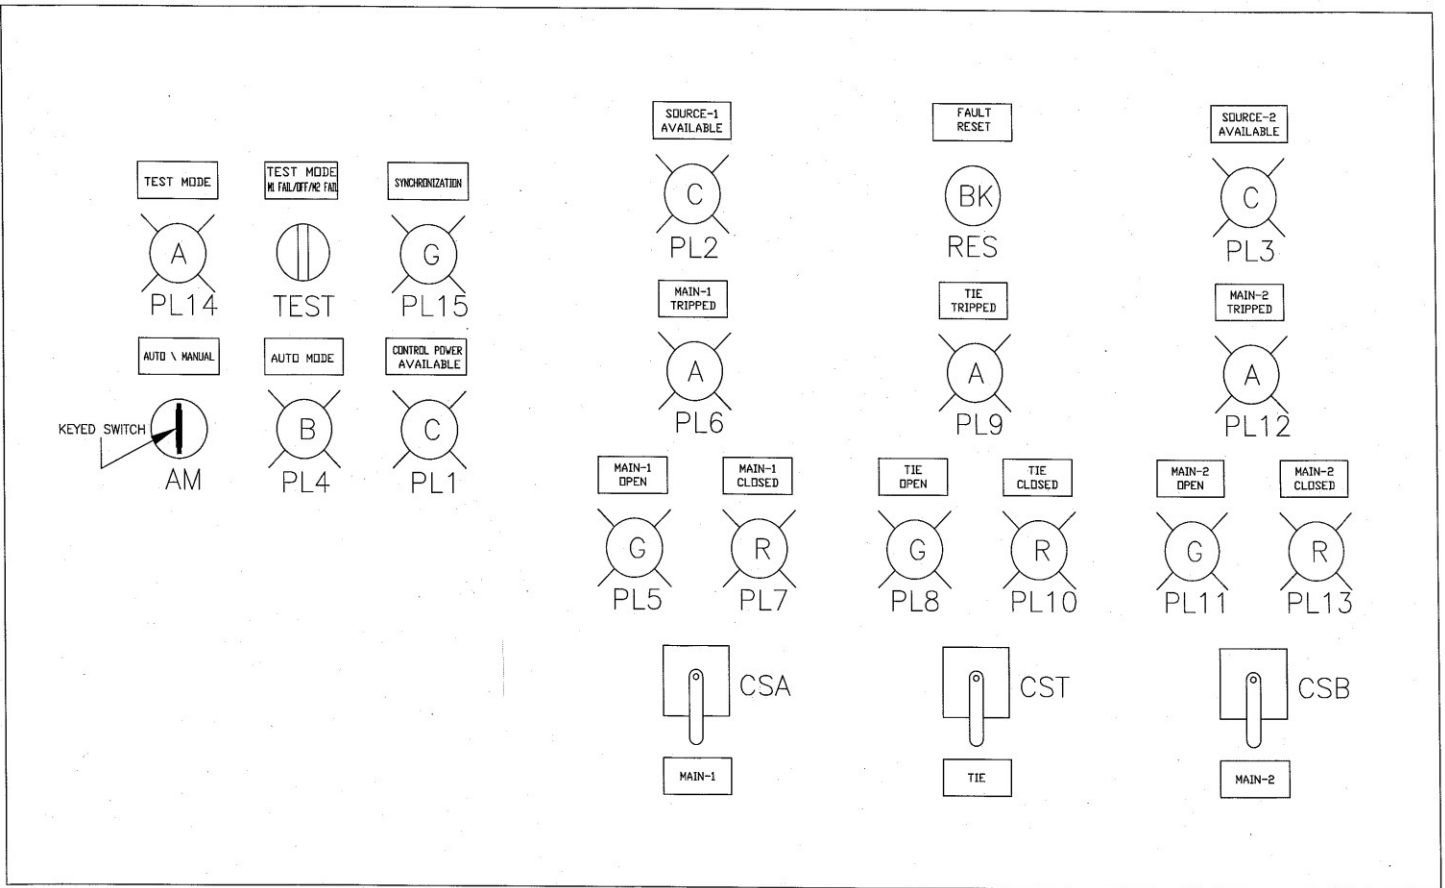 SOURCE-1
AVAILABLE
FAULT
RESET
SOURCE-2
AVAILABLE
TEST MODE
TEST MODE
M1 FAIL/OFF/M2 FAIL
SYNCHRONIZATION
C
PL2
BK
RES
C
PL3
A
PL14
TEST
G
PL15
MAIN-1
TRIPPED
TIE
TRIPPED
MAIN-2
TRIPPED
AUTO \ MANUAL
AUTO MODE
CONTROL POWER
AVAILABLE
A
PL6
A
PL9
A
PL12
KEYED SWITCH
AM
B
PL4
C
PL1
MAIN-1
OPEN
MAIN-1
CLOSED
TIE
OPEN
TIE
CLOSED
MAIN-2
OPEN
MAIN-2
CLOSED
G
PL5
R
PL7
G
PL8
R
PL10
G
PL11
R
PL13
CSA
CST
CSB
MAIN-1
TIE
MAIN-2